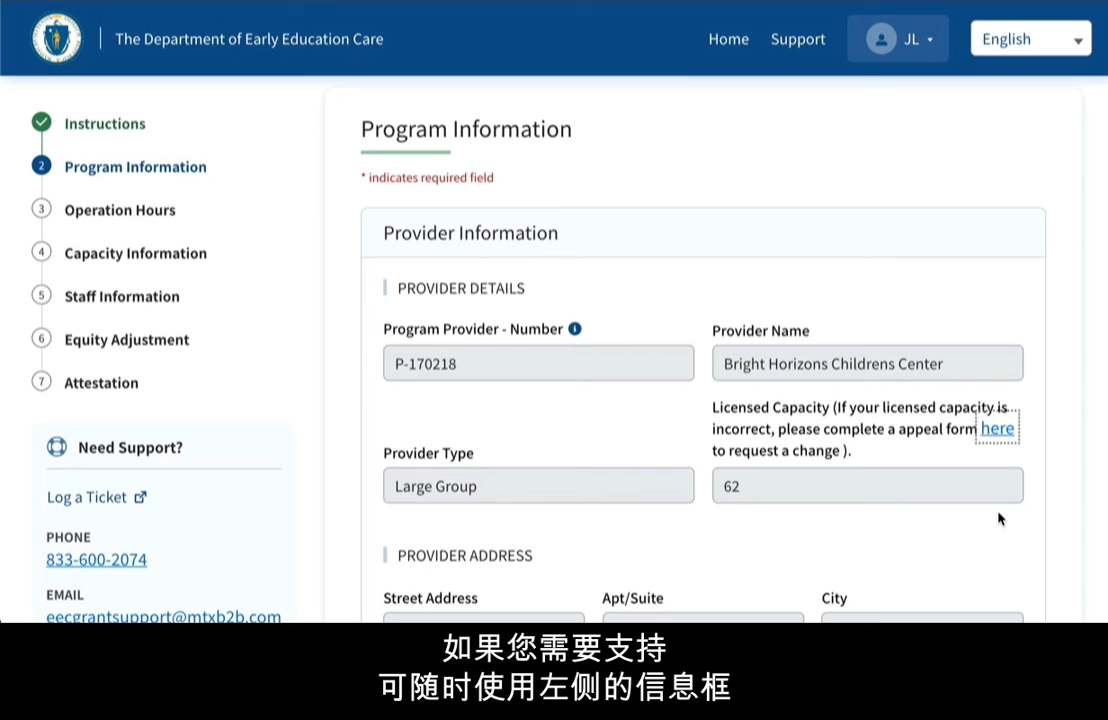 The Department of Early Education Care
Home
Support
JL
English
Instructions
2 Program Information
3 Operation Hours
4 Capacity Information
5 Staff Information
6 Equity Adjustment
7 Attestation
Need Support?
Log a Ticket
PHONE
833-600-2074
EMAIL
eecgrantsupport@mtxb2b.com
Program Information
* indicates required field
Provider Information
PROVIDER DETAILS
Program Provider - Number
P-170218
Provider Name
Bright Horizons Childrens Center
Provider Type
Large Group
Licensed Capacity (If your licensed capacity is
incorrect, please complete a appeal form here
to request a change ).
62
PROVIDER ADDRESS
Street Address
Apt/Suite
City
如果您需要支持
可随时使用左侧的信息框